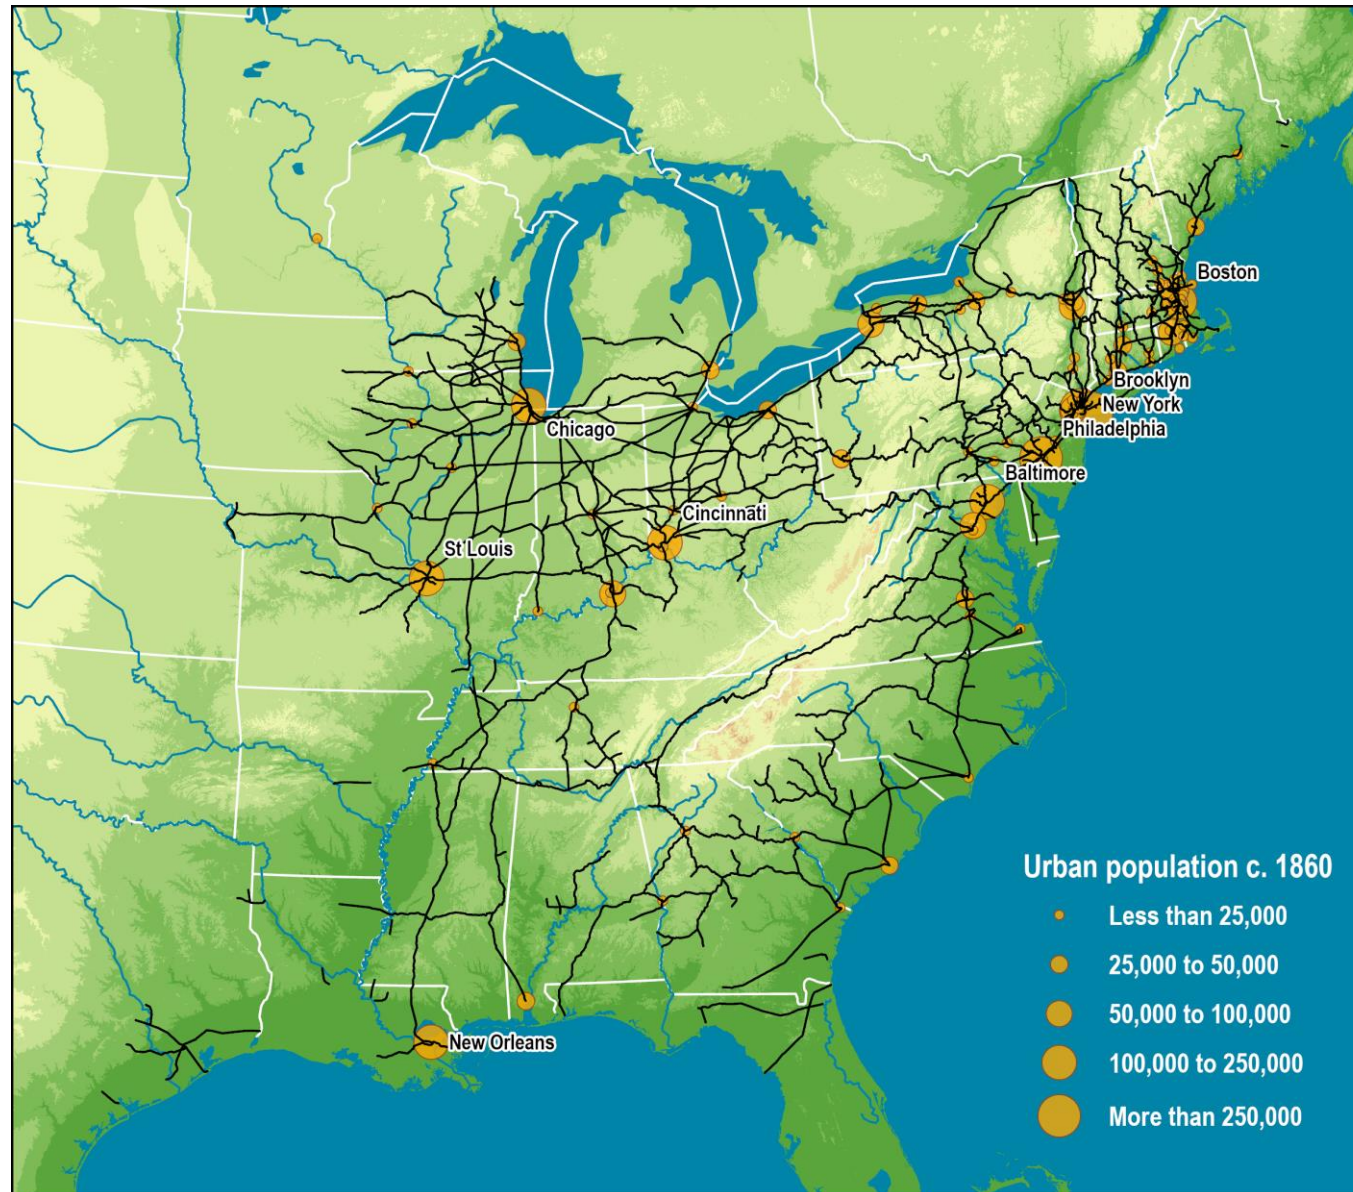 Boston
Brooklyn
New York
Philadelphia
Chicago
Baltimore
Cincinnati
St Louis
New Orleans
Urban population c. 1860
Less than 25,000
25,000 to 50,000
50,000 to 100,000
100,000 to 250,000
More than 250,000